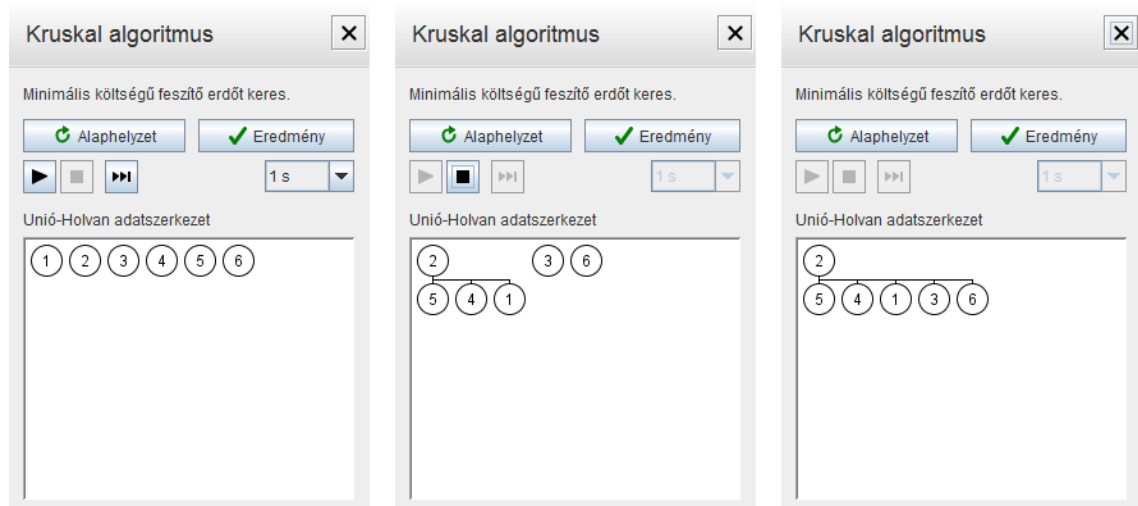 Kruskal algoritmus
Minimális költségű feszítő erdőt keres.
Alaphelyzet Eredmény
1 s
Unió-Holvan adatszerkezet
1 2 3 4 5 6
Kruskal algoritmus
Minimális költségű feszítő erdőt keres.
Alaphelyzet Eredmény
1 s
Unió-Holvan adatszerkezet
2 3 6
5 4 1
Kruskal algoritmus
Minimális költségű feszítő erdőt keres.
Alaphelyzet Eredmény
1 s
Unió-Holvan adatszerkezet
2
5 4 1 3 6